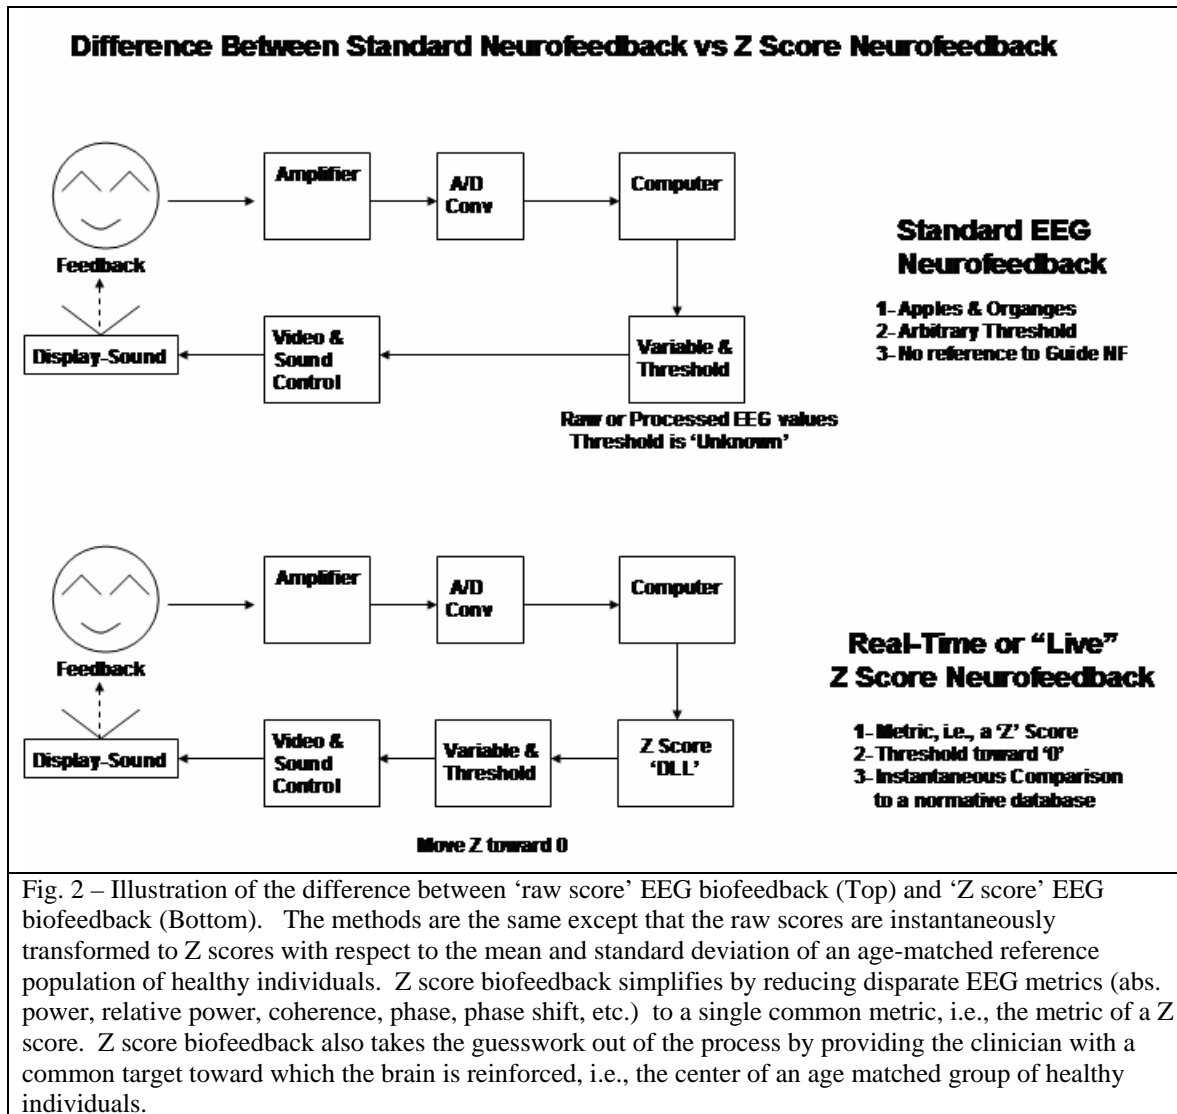 Difference Between Standard Neurofeedback vs Z Score Neurofeedback
Amplifier
A/D
Conv
Computer
Feedback
Display-Sound
Video &
Sound
Control
Variable &
Threshold
Raw or Processed EEG values
Threshold is ‘Unknown’
Standard EEG
Neurofeedback
1- Apples & Organges
2- Arbitrary Threshold
3- No reference to Guide NF
Amplifier
A/D
Conv
Computer
Feedback
Display-Sound
Video &
Sound
Control
Variable &
Threshold
Z Score
‘DLL’
Move Z toward 0
Real-Time or “Live”
Z Score Neurofeedback
1- Metric, i.e., a ‘Z’ Score
2- Threshold toward ‘0’
3- Instantaneous Comparison
to a normative database
Fig. 2 – Illustration of the difference between ‘raw score’ EEG biofeedback (Top) and ‘Z score’ EEG
biofeedback (Bottom).   The methods are the same except that the raw scores are instantaneously
transformed to Z scores with respect to the mean and standard deviation of an age-matched reference
population of healthy individuals.  Z score biofeedback simplifies by reducing disparate EEG metrics (abs.
power, relative power, coherence, phase, phase shift, etc.)  to a single common metric, i.e., the metric of a Z
score.  Z score biofeedback also takes the guesswork out of the process by providing the clinician with a
common target toward which the brain is reinforced, i.e., the center of an age matched group of healthy
individuals.